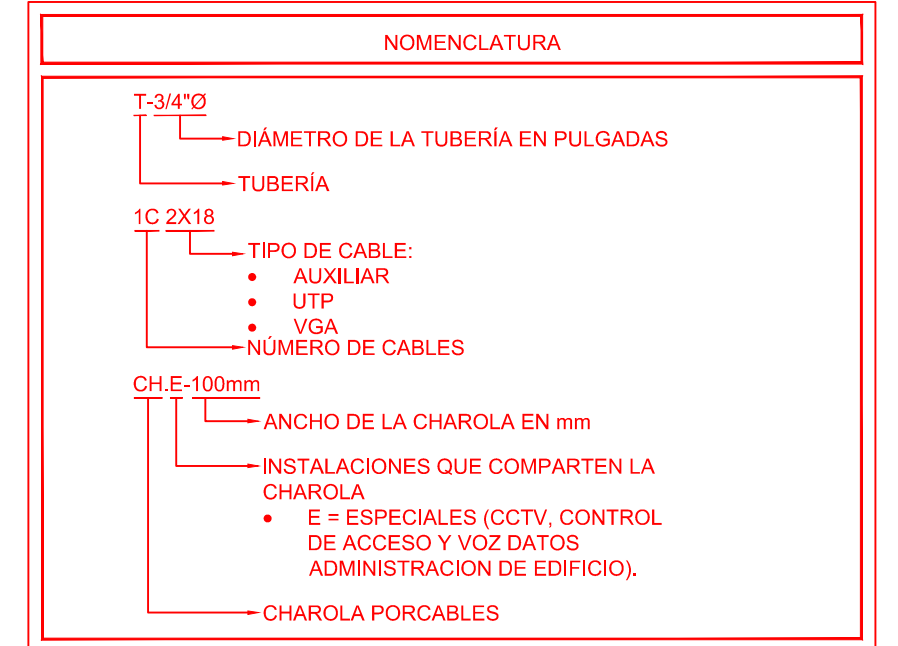 NOMENCLATURA
T-3/4"Ø
DIÁMETRO DE LA TUBERÍA EN PULGADAS
TUBERÍA
1C 2X18
TIPO DE CABLE:
• AUXILIAR
• UTP
• VGA
NÚMERO DE CABLES
CH.E-100mm
ANCHO DE LA CHAROLA EN mm
INSTALACIONES QUE COMPARTEN LA
CHAROLA
• E = ESPECIALES (CCTV, CONTROL
DE ACCESO Y VOZ DATOS
ADMINISTRACION DE EDIFICIO).
CHAROLA PORCABLES